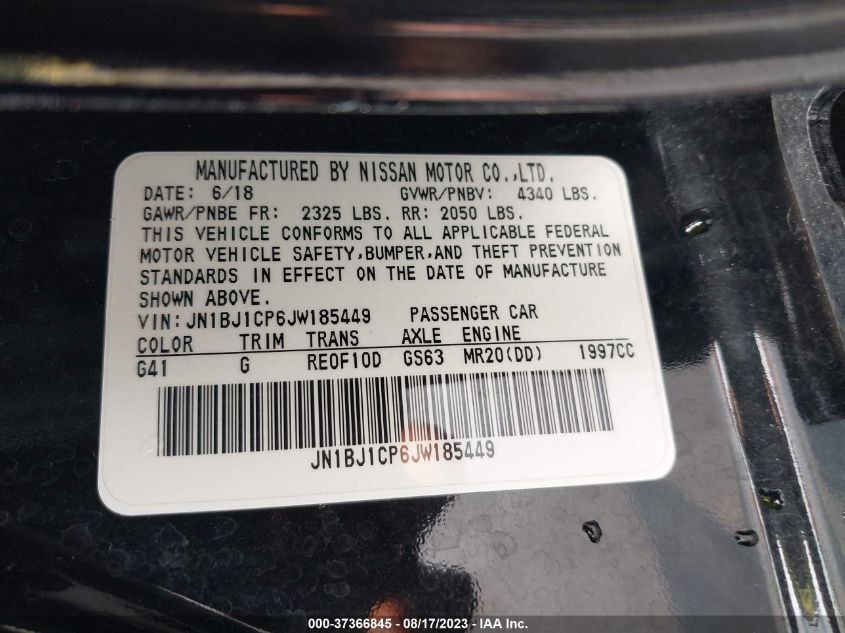 MANUFACTURED BY NISSAN MOTOR CO.,LTD.
DATE: 6/18 GVWR/PNBV: 4340 LBS.
GAWR/PNBE FR: 2325 LBS. RR: 2050 LBS.
THIS VEHICLE CONFORMS TO ALL APPLICABLE FEDERAL
MOTOR VEHICLE SAFETY,BUMPER,AND THEFT PREVENTION
STANDARDS IN EFFECT ON THE DATE OF MANUFACTURE
SHOWN ABOVE.
VIN:JN1BJ1CP6JW185449 PASSENGER CAR
COLOR TRIM TRANS AXLE ENGINE
G41 G RE0F10D GS63 MR20(DD) 1997CC
JN1BJ1CP6JW185449
000-37366845 — 08/17/2023 — IAA Inc.